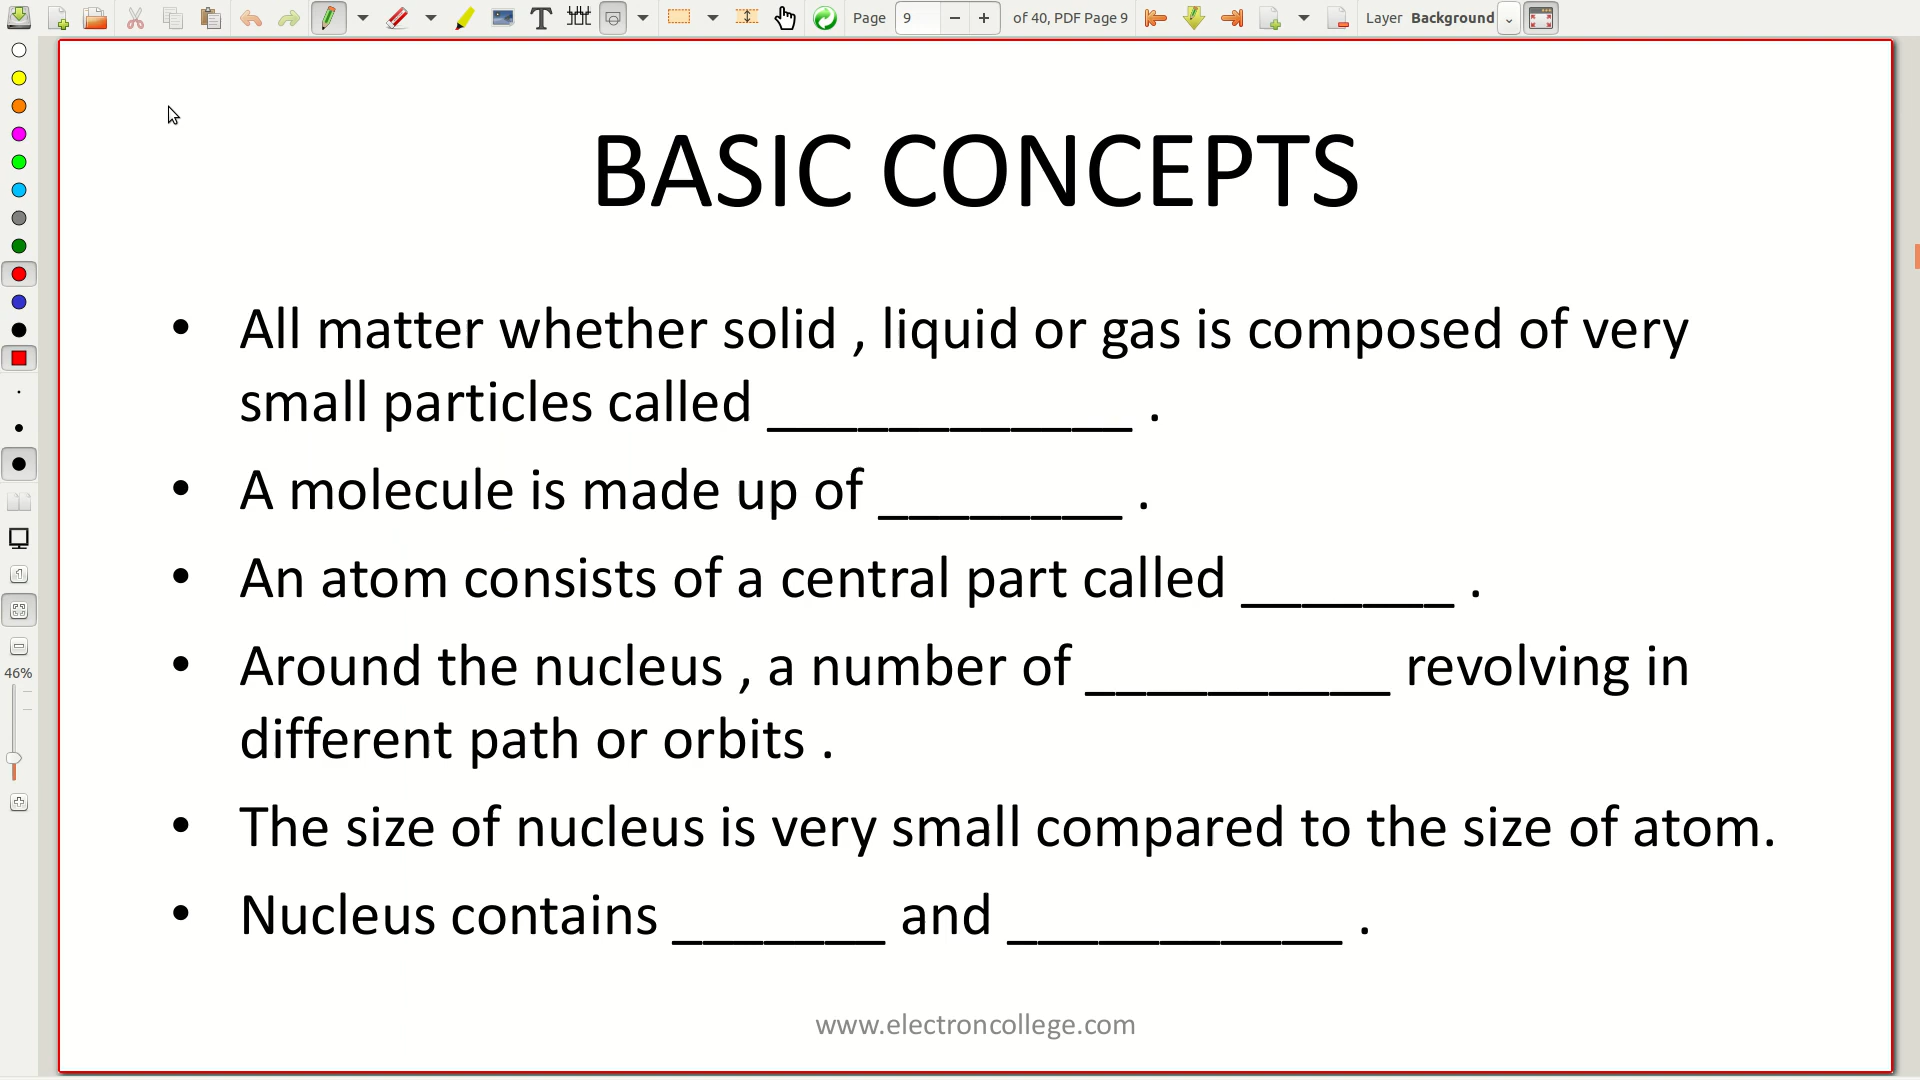 Page 9 of 40, PDF Page 9 Layer Background
BASIC CONCEPTS
• All matter whether solid , liquid or gas is composed of very
small particles called ____________ .
• A molecule is made up of ________ .
• An atom consists of a central part called _______ .
• Around the nucleus , a number of __________ revolving in
different path or orbits .
• The size of nucleus is very small compared to the size of atom.
• Nucleus contains _______ and ___________ .
46%
www.electroncollege.com